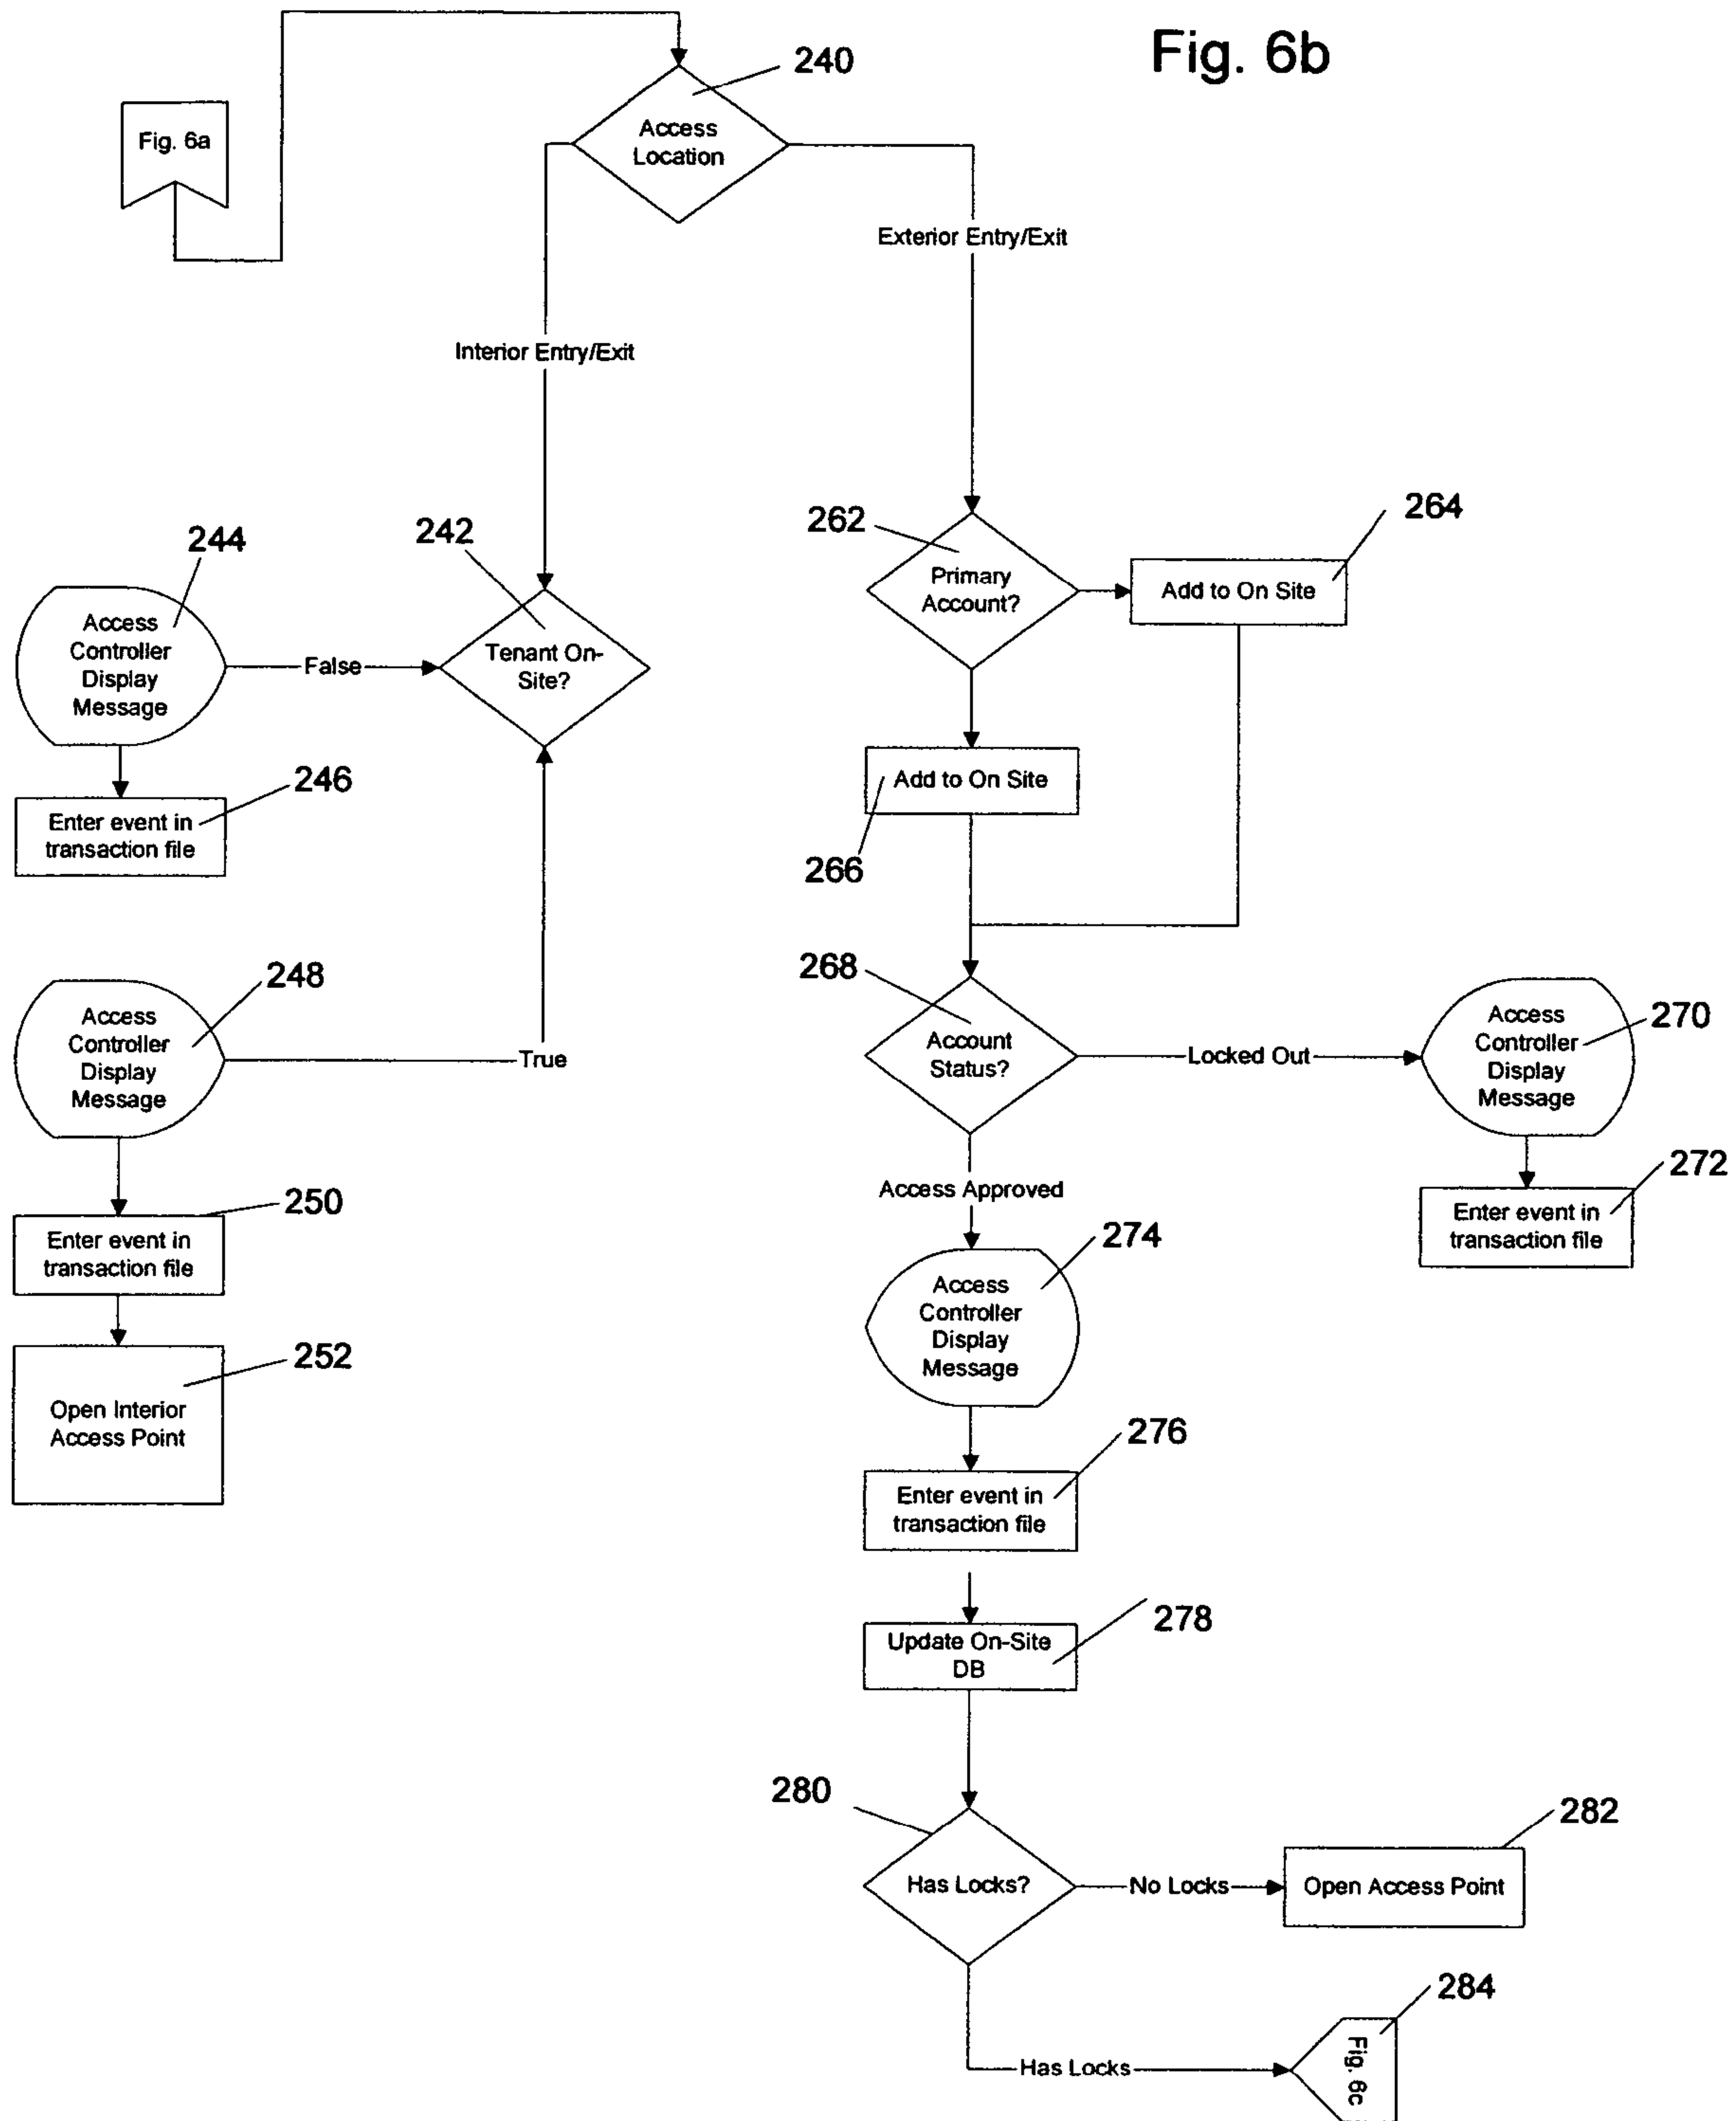 Fig. 6b
240
Access
Location
Fig. 6a
Exterior Entry/Exit
Interior Entry/Exit
244
Access
Controller
Display
Message
False
242
Tenant On-
Site?
246
Enter event in
transaction file
248
Access
Controller
Display
Message
True
250
Enter event in
transaction file
252
Open Interior
Access Point
262
Primary
Account?
264
Add to On Site
Add to On Site
266
268
Account
Status?
Locked Out
270
Access
Controller
Display
Message
272
Enter event in
transaction file
Access Approved
274
Access
Controller
Display
Message
276
Enter event in
transaction file
278
Update On-Site
DB
280
Has Locks?
No Locks
282
Open Access Point
Has Locks
284
Fig. 6c